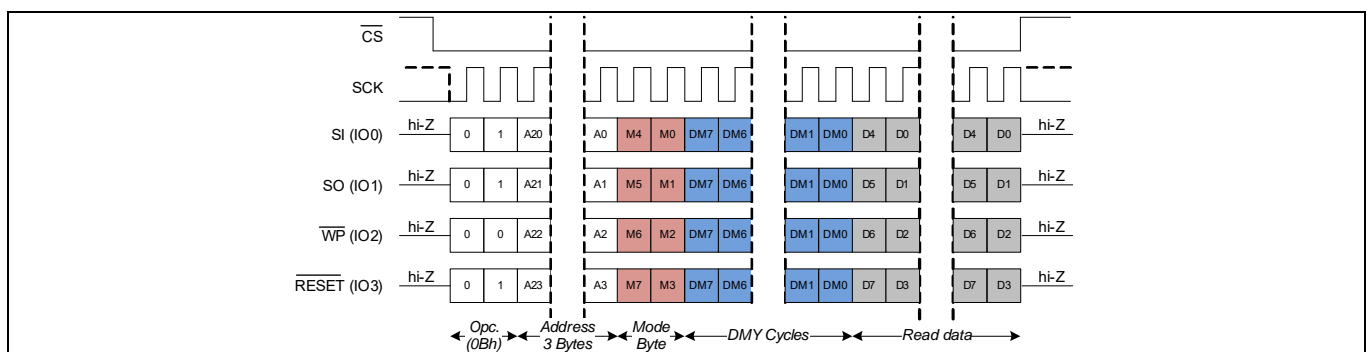 CS
SCK
SI (IO0) hi-Z 0 1 A20 A0 M4 M0 DM7 DM6 DM1 DM0 D4 D0 D4 D0 hi-Z
SO (IO1) hi-Z 0 1 A21 A1 M5 M1 DM7 DM6 DM1 DM0 D5 D1 D5 D1 hi-Z
WP (IO2) hi-Z 0 0 A22 A2 M6 M2 DM7 DM6 DM1 DM0 D6 D2 D6 D2 hi-Z
RESET (IO3) hi-Z 0 1 A23 A3 M7 M3 DM7 DM6 DM1 DM0 D7 D3 D7 D3 hi-Z
Opc. Address Mode DMY Cycles Read data
(0Bh) 3 Bytes Byte